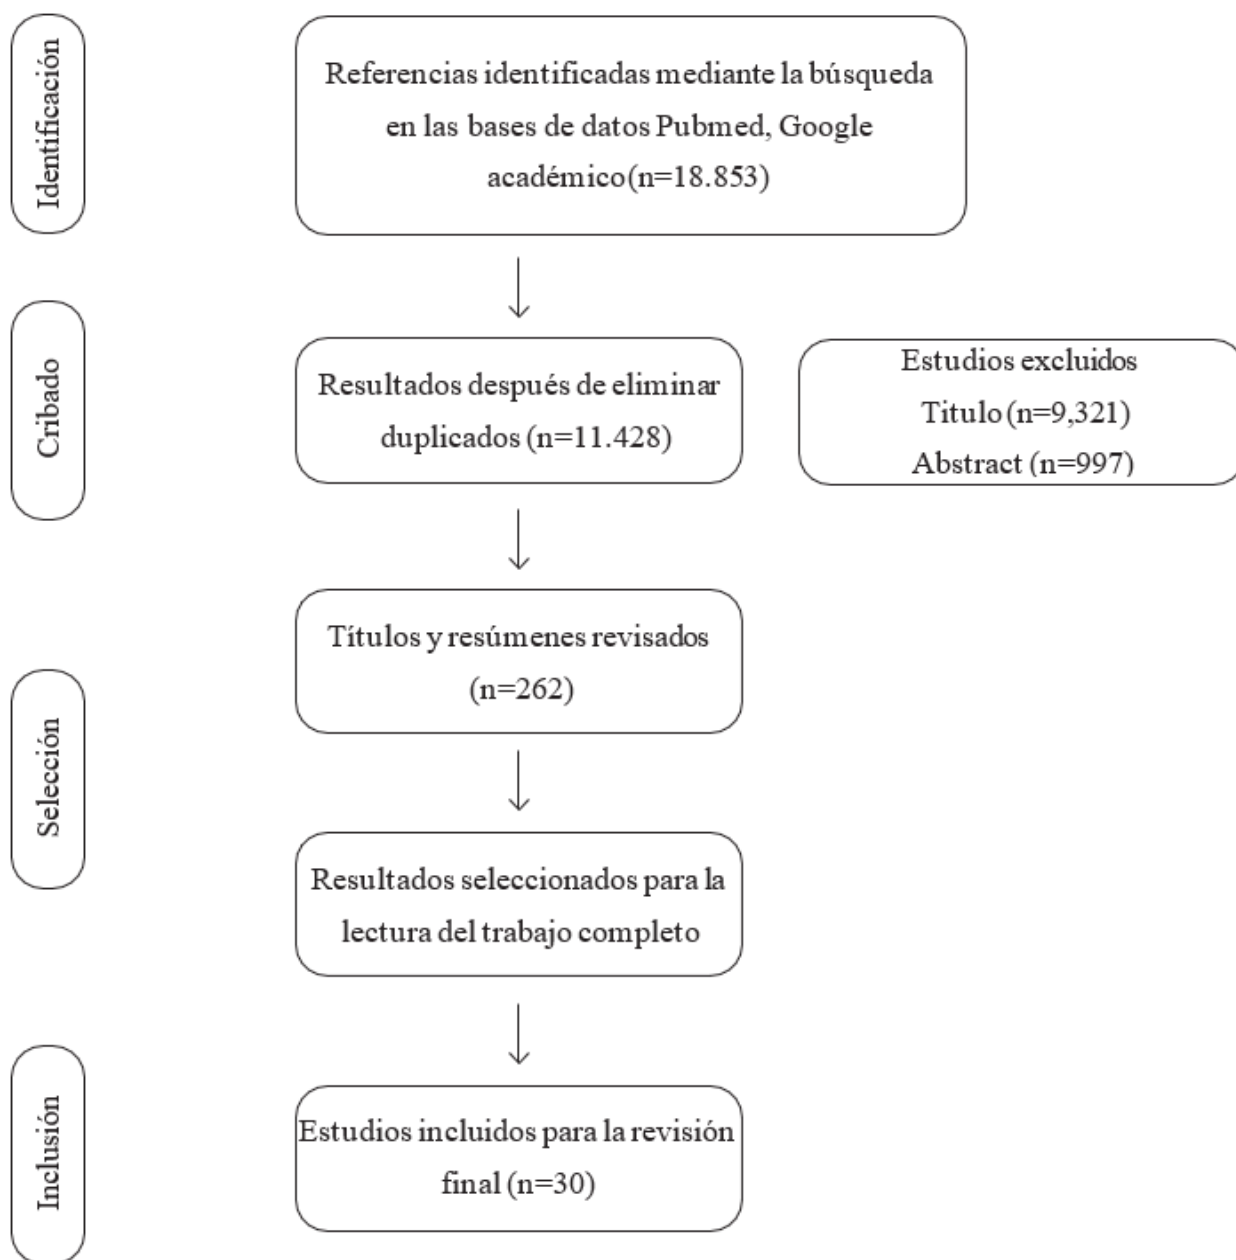 Identificación
Referencias identificadas mediante la búsqueda
en las bases de datos Pubmed, Google
académico (n=18.853)
Cribado
Resultados después de eliminar
duplicados (n=11.428)
Estudios excluidos
Titulo (n=9,321)
Abstract (n=997)
Selección
Títulos y resúmenes revisados
(n=262)
Resultados seleccionados para la
lectura del trabajo completo
Inclusión
Estudios incluidos para la revisión
final (n=30)